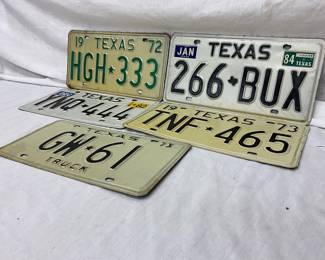 19 TEXAS 72
HGH★333
JAN TEXAS 84
TEXAS
266 BUX
TEXAS
444
19 73
TNF★465
TEXAS 73
GW★61
TRUCK